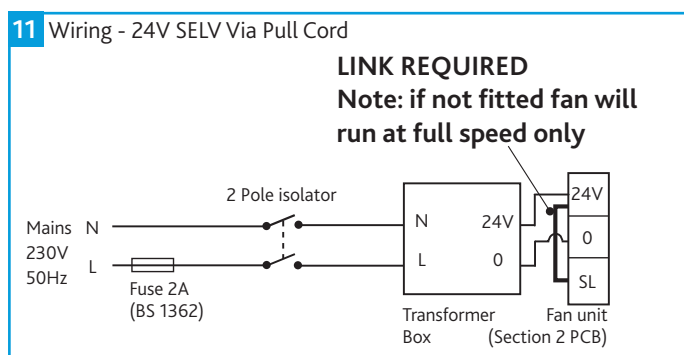 11 Wiring - 24V SELV Via Pull Cord
LINK REQUIRED
Note: if not fitted fan will
run at full speed only
2 Pole isolator
Mains
230V
50Hz
N
L
Fuse 2A
(BS 1362)
N
L
24V
0
Transformer
Box
24V
0
SL
Fan unit
(Section 2 PCB)